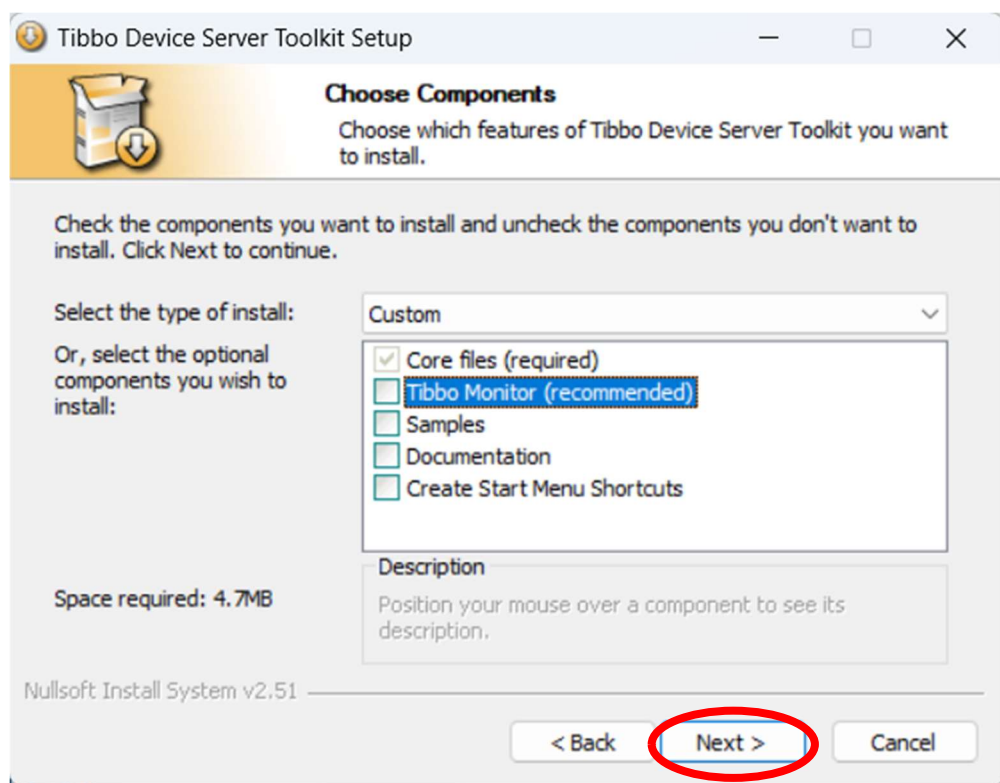 Tibbo Device Server Toolkit Setup
Choose Components
Choose which features of Tibbo Device Server Toolkit you want
to install.
Check the components you want to install and uncheck the components you don't want to
install. Click Next to continue.
Select the type of install:
Custom
Or, select the optional
components you wish to
install:
Core files (required)
Tibbo Monitor (recommended)
Samples
Documentation
Create Start Menu Shortcuts
Space required: 4.7MB
Description
Position your mouse over a component to see its
description.
Nullsoft Install System v2.51
< Back
Next >
Cancel